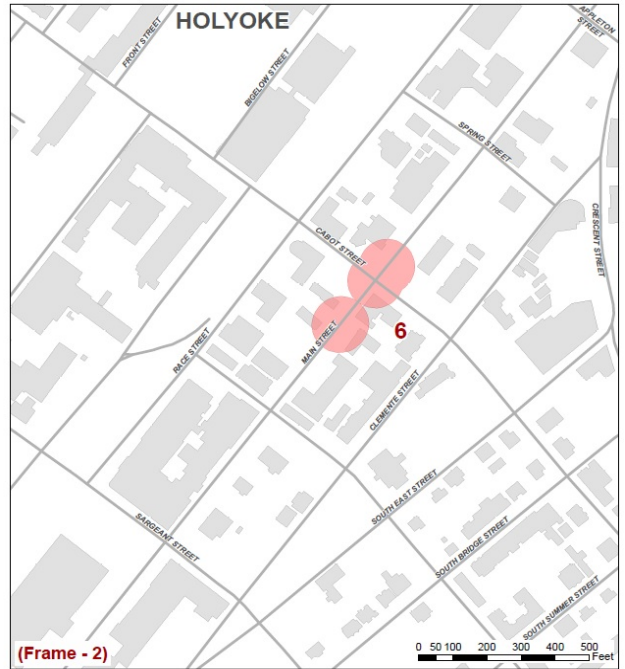 HOLYOKE
APPLETON
STREET
FRONT STREET
BIGELOW STREET
SPRING STREET
CRESCENT STREET
CABOT STREET
6
MAIN STREET
RACE STREET
CLEMENTE STREET
SOUTH EAST STREET
SARGEANT STREET
SOUTH BRIDGE STREET
SOUTH SUMMER STREET
(Frame - 2)
0 50 100 200 300 400 500
Feet